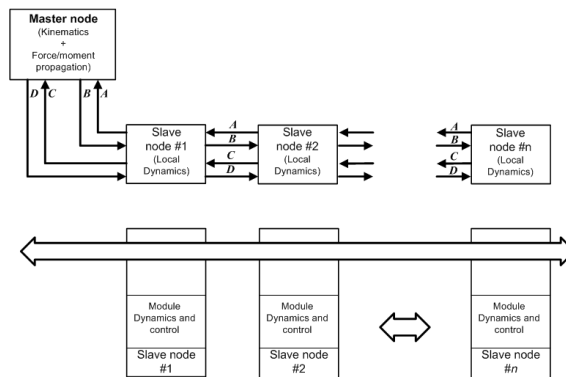 Master node
(Kinematics
+
Force/moment
propagation)
D C B A
Slave
node #1
(Local
Dynamics)
A
B
C
D
Slave
node #2
(Local
Dynamics)
A
B
C
D
Slave
node #n
(Local
Dynamics)
Module
Dynamics and
control
Slave node
#1
Module
Dynamics and
control
Slave node
#2
Module
Dynamics and
control
Slave node
#n